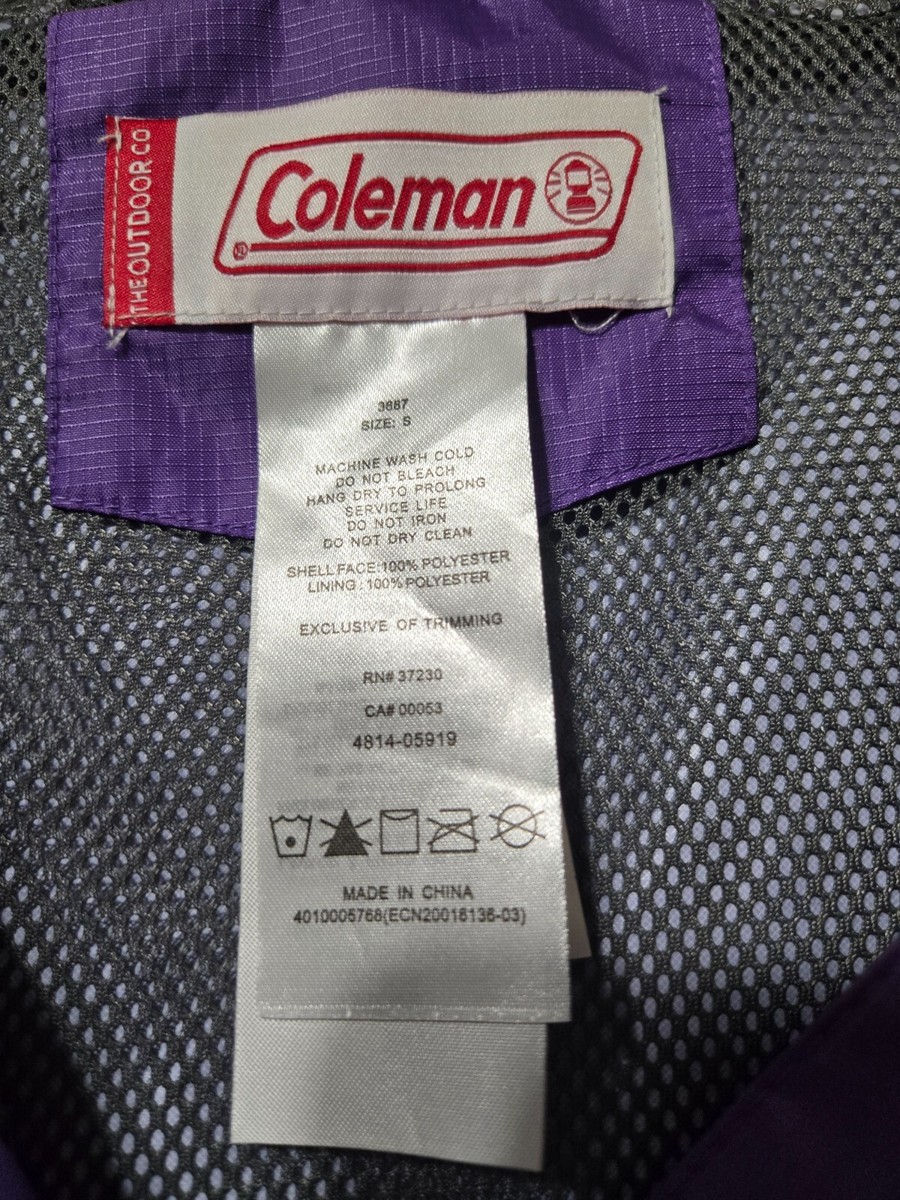 THE OUTDOOR CO
Coleman
®
3687
SIZE: S
MACHINE WASH COLD
DO NOT BLEACH
HANG DRY TO PROLONG
SERVICE LIFE
DO NOT IRON
DO NOT DRY CLEAN
SHELL FACE:100% POLYESTER
LINING : 100% POLYESTER
EXCLUSIVE OF TRIMMING
RN# 37230
CA# 00053
4814-05919
MADE IN CHINA
4010005768(ECN20016136-03)